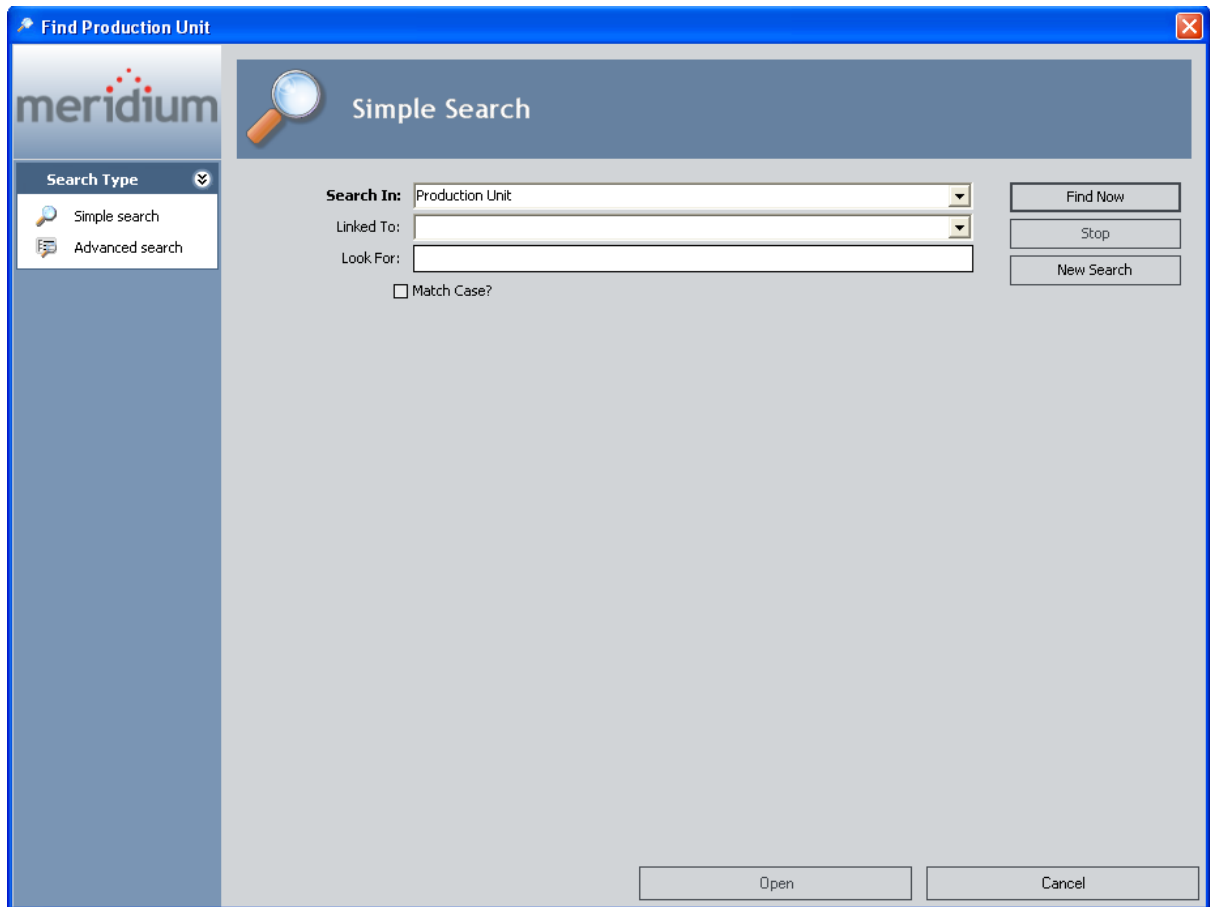 Find Production Unit
meridium
Simple Search
Search Type
Simple search
Advanced search
Search In: Production Unit
Linked To:
Look For:
Match Case?
Find Now
Stop
New Search
Open
Cancel